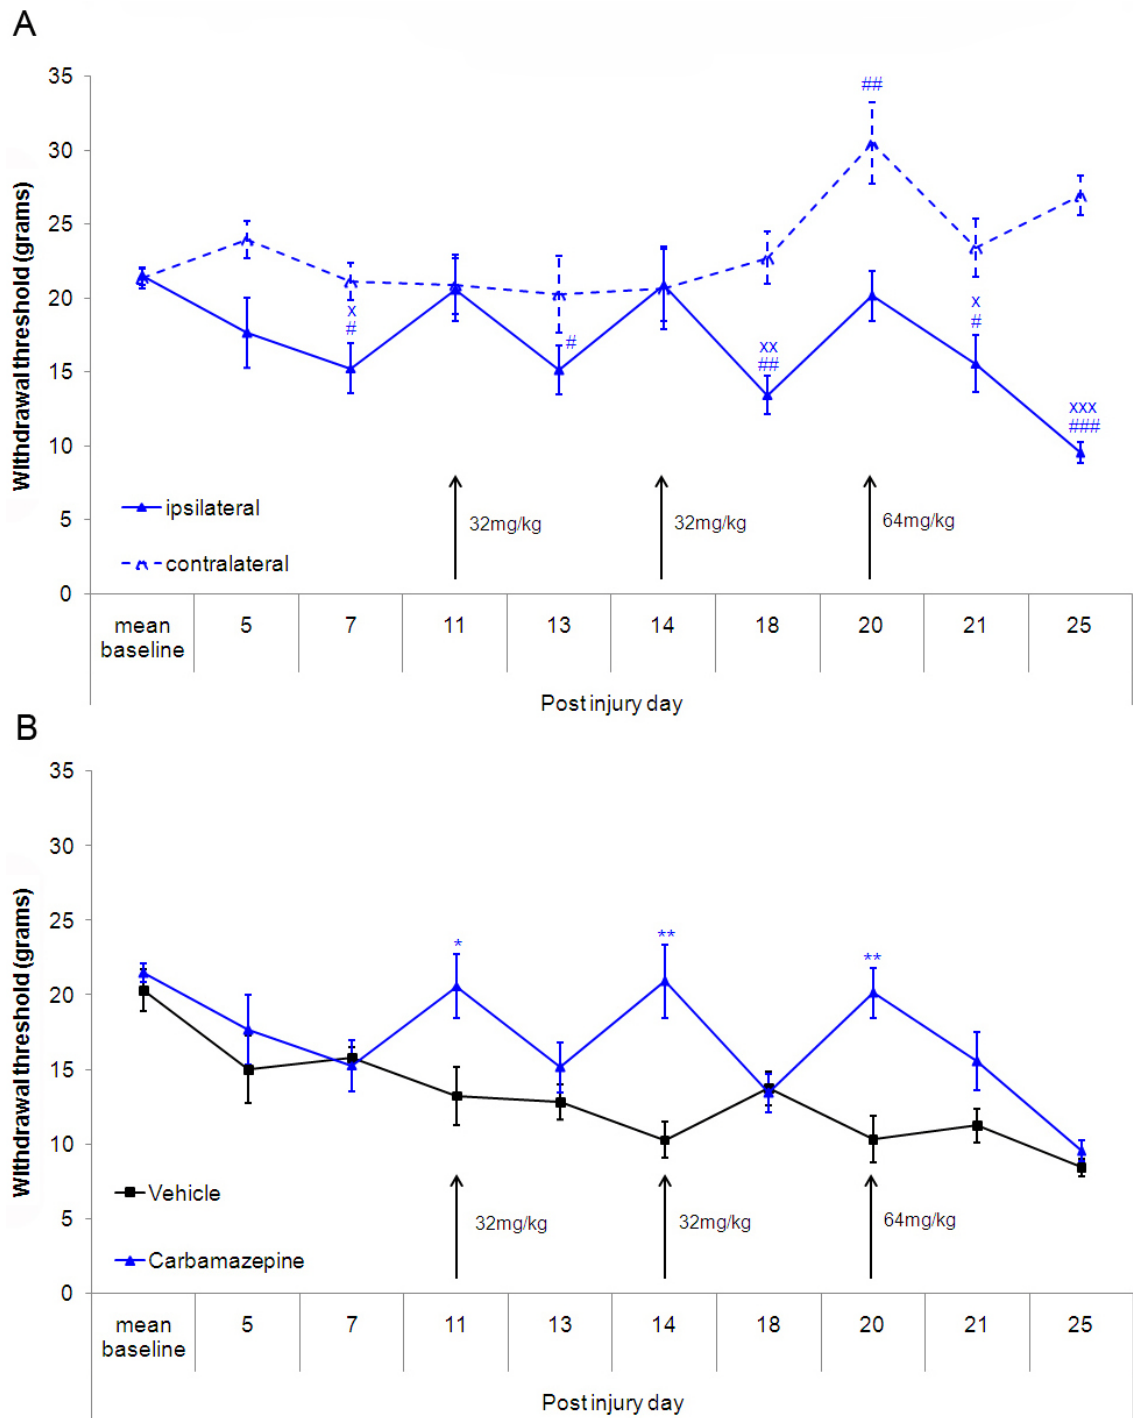 A
35
##
30
Withdrawal threshold (grams)
25
20
x
#
x
#
#
15
xx
##
xxx
###
10
ipsilateral
5
32mg/kg
32mg/kg
64mg/kg
contralateral
0
mean baseline 5 7 11 13 14 18 20 21 25
Post injury day
B
35
30
Withdrawal threshold (grams)
25
* ** **
20
15
10
Vehicle
5
32mg/kg
32mg/kg
64mg/kg
Carbamazepine
0
mean baseline 5 7 11 13 14 18 20 21 25
Post injury day